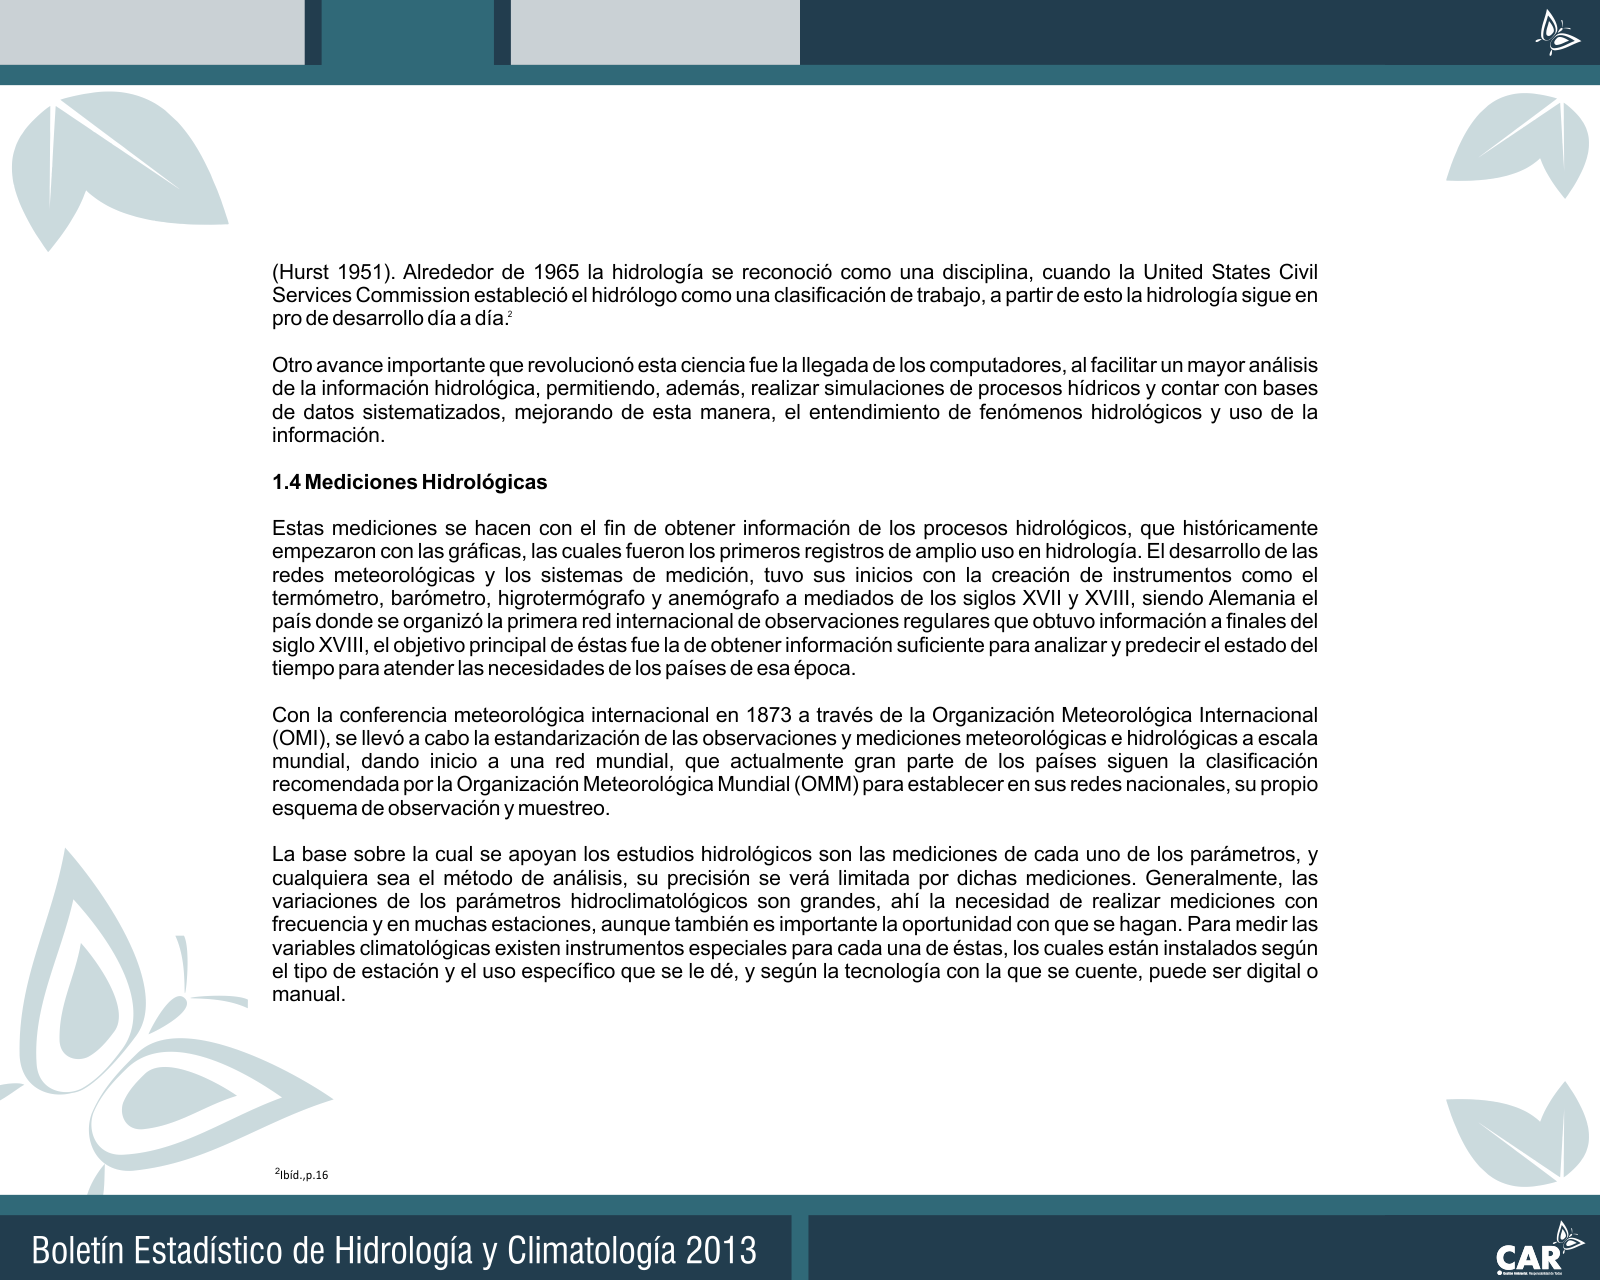 (Hurst 1951). Alrededor de 1965 la hidrología se reconoció como una disciplina, cuando la United States Civil
Services Commission estableció el hidrólogo como una clasificación de trabajo, a partir de esto la hidrología sigue en
pro de desarrollo día a día.2
Otro avance importante que revolucionó esta ciencia fue la llegada de los computadores, al facilitar un mayor análisis
de la información hidrológica, permitiendo, además, realizar simulaciones de procesos hídricos y contar con bases
de datos sistematizados, mejorando de esta manera, el entendimiento de fenómenos hidrológicos y uso de la
información.
1.4 Mediciones Hidrológicas
Estas mediciones se hacen con el fin de obtener información de los procesos hidrológicos, que históricamente
empezaron con las gráficas, las cuales fueron los primeros registros de amplio uso en hidrología. El desarrollo de las
redes meteorológicas y los sistemas de medición, tuvo sus inicios con la creación de instrumentos como el
termómetro, barómetro, higrotermógrafo y anemógrafo a mediados de los siglos XVII y XVIII, siendo Alemania el
país donde se organizó la primera red internacional de observaciones regulares que obtuvo información a finales del
siglo XVIII, el objetivo principal de éstas fue la de obtener información suficiente para analizar y predecir el estado del
tiempo para atender las necesidades de los países de esa época.
Con la conferencia meteorológica internacional en 1873 a través de la Organización Meteorológica Internacional
(OMI), se llevó a cabo la estandarización de las observaciones y mediciones meteorológicas e hidrológicas a escala
mundial, dando inicio a una red mundial, que actualmente gran parte de los países siguen la clasificación
recomendada por la Organización Meteorológica Mundial (OMM) para establecer en sus redes nacionales, su propio
esquema de observación y muestreo.
La base sobre la cual se apoyan los estudios hidrológicos son las mediciones de cada uno de los parámetros, y
cualquiera sea el método de análisis, su precisión se verá limitada por dichas mediciones. Generalmente, las
variaciones de los parámetros hidroclimatológicos son grandes, ahí la necesidad de realizar mediciones con
frecuencia y en muchas estaciones, aunque también es importante la oportunidad con que se hagan. Para medir las
variables climatológicas existen instrumentos especiales para cada una de éstas, los cuales están instalados según
el tipo de estación y el uso específico que se le dé, y según la tecnología con la que se cuente, puede ser digital o
manual.
2Ibíd.,p.16
Boletín Estadístico de Hidrología y Climatología 2013
CAR